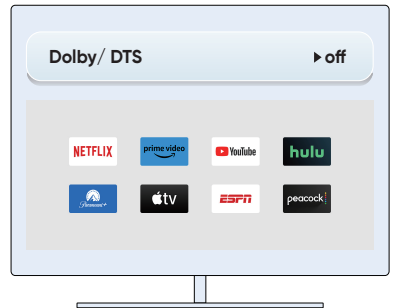 Dolby/ DTS
off
NETFLIX
prime video
YouTube
hulu
Paramount+
tv
ESPN
peacock